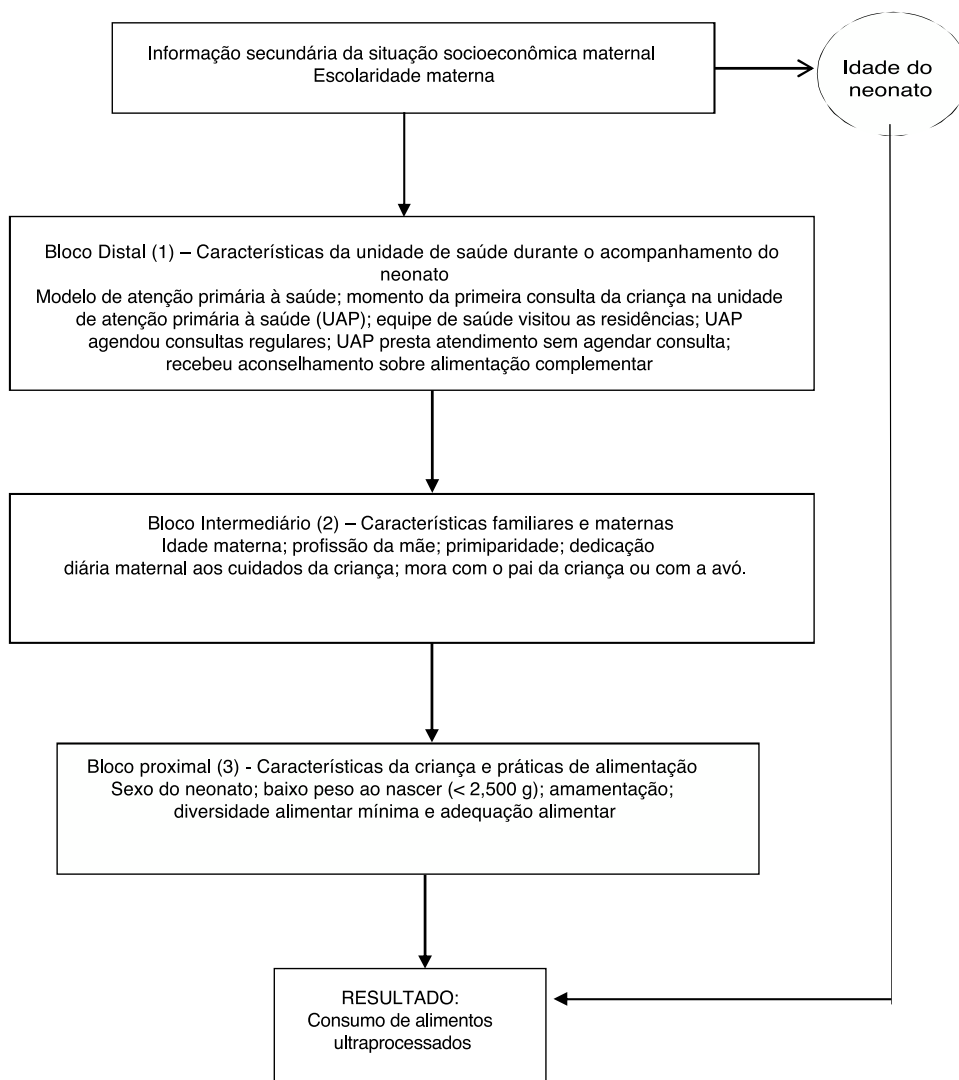 Informação secundária da situação socioeconômica maternal
Escolaridade materna
Idade do
neonato
Bloco Distal (1) – Características da unidade de saúde durante o acompanhamento do
neonato
Modelo de atenção primária à saúde; momento da primeira consulta da criança na unidade
de atenção primária à saúde (UAP); equipe de saúde visitou as residências; UAP
agendou consultas regulares; UAP presta atendimento sem agendar consulta;
recebeu aconselhamento sobre alimentação complementar
Bloco Intermediário (2) – Características familiares e maternas
Idade materna; profissão da mãe; primiparidade; dedicação
diária maternal aos cuidados da criança; mora com o pai da criança ou com a avó.
Bloco proximal (3) - Características da criança e práticas de alimentação
Sexo do neonato; baixo peso ao nascer (< 2,500 g); amamentação;
diversidade alimentar mínima e adequação alimentar
RESULTADO:
Consumo de alimentos
ultraprocessados